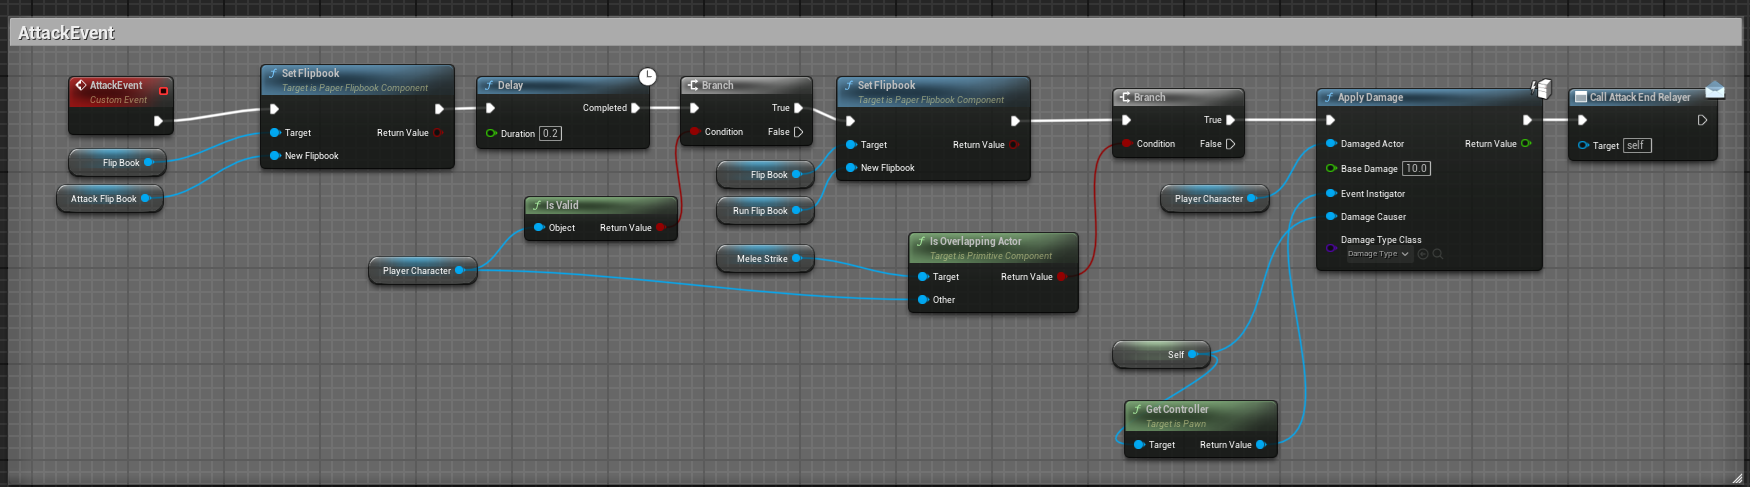 AttackEvent
AttackEvent
Custom Event
Set Flipbook
Target is Paper Flipbook Component
Target
Return Value
New Flipbook
Flip Book
Attack Flip Book
Delay
Completed
Duration 0.2
Branch
True
Condition
False
Is Valid
Object
Return Value
Player Character
Set Flipbook
Target is Paper Flipbook Component
Target
Return Value
New Flipbook
Flip Book
Run Flip Book
Melee Strike
Is Overlapping Actor
Target is Primitive Component
Target
Return Value
Other
Branch
True
Condition
False
Player Character
Apply Damage
Damaged Actor
Return Value
Base Damage 10.0
Event Instigator
Damage Causer
Damage Type Class
Damage Type
Call Attack End Relayer
Target self
Self
Get Controller
Target is Pawn
Target
Return Value